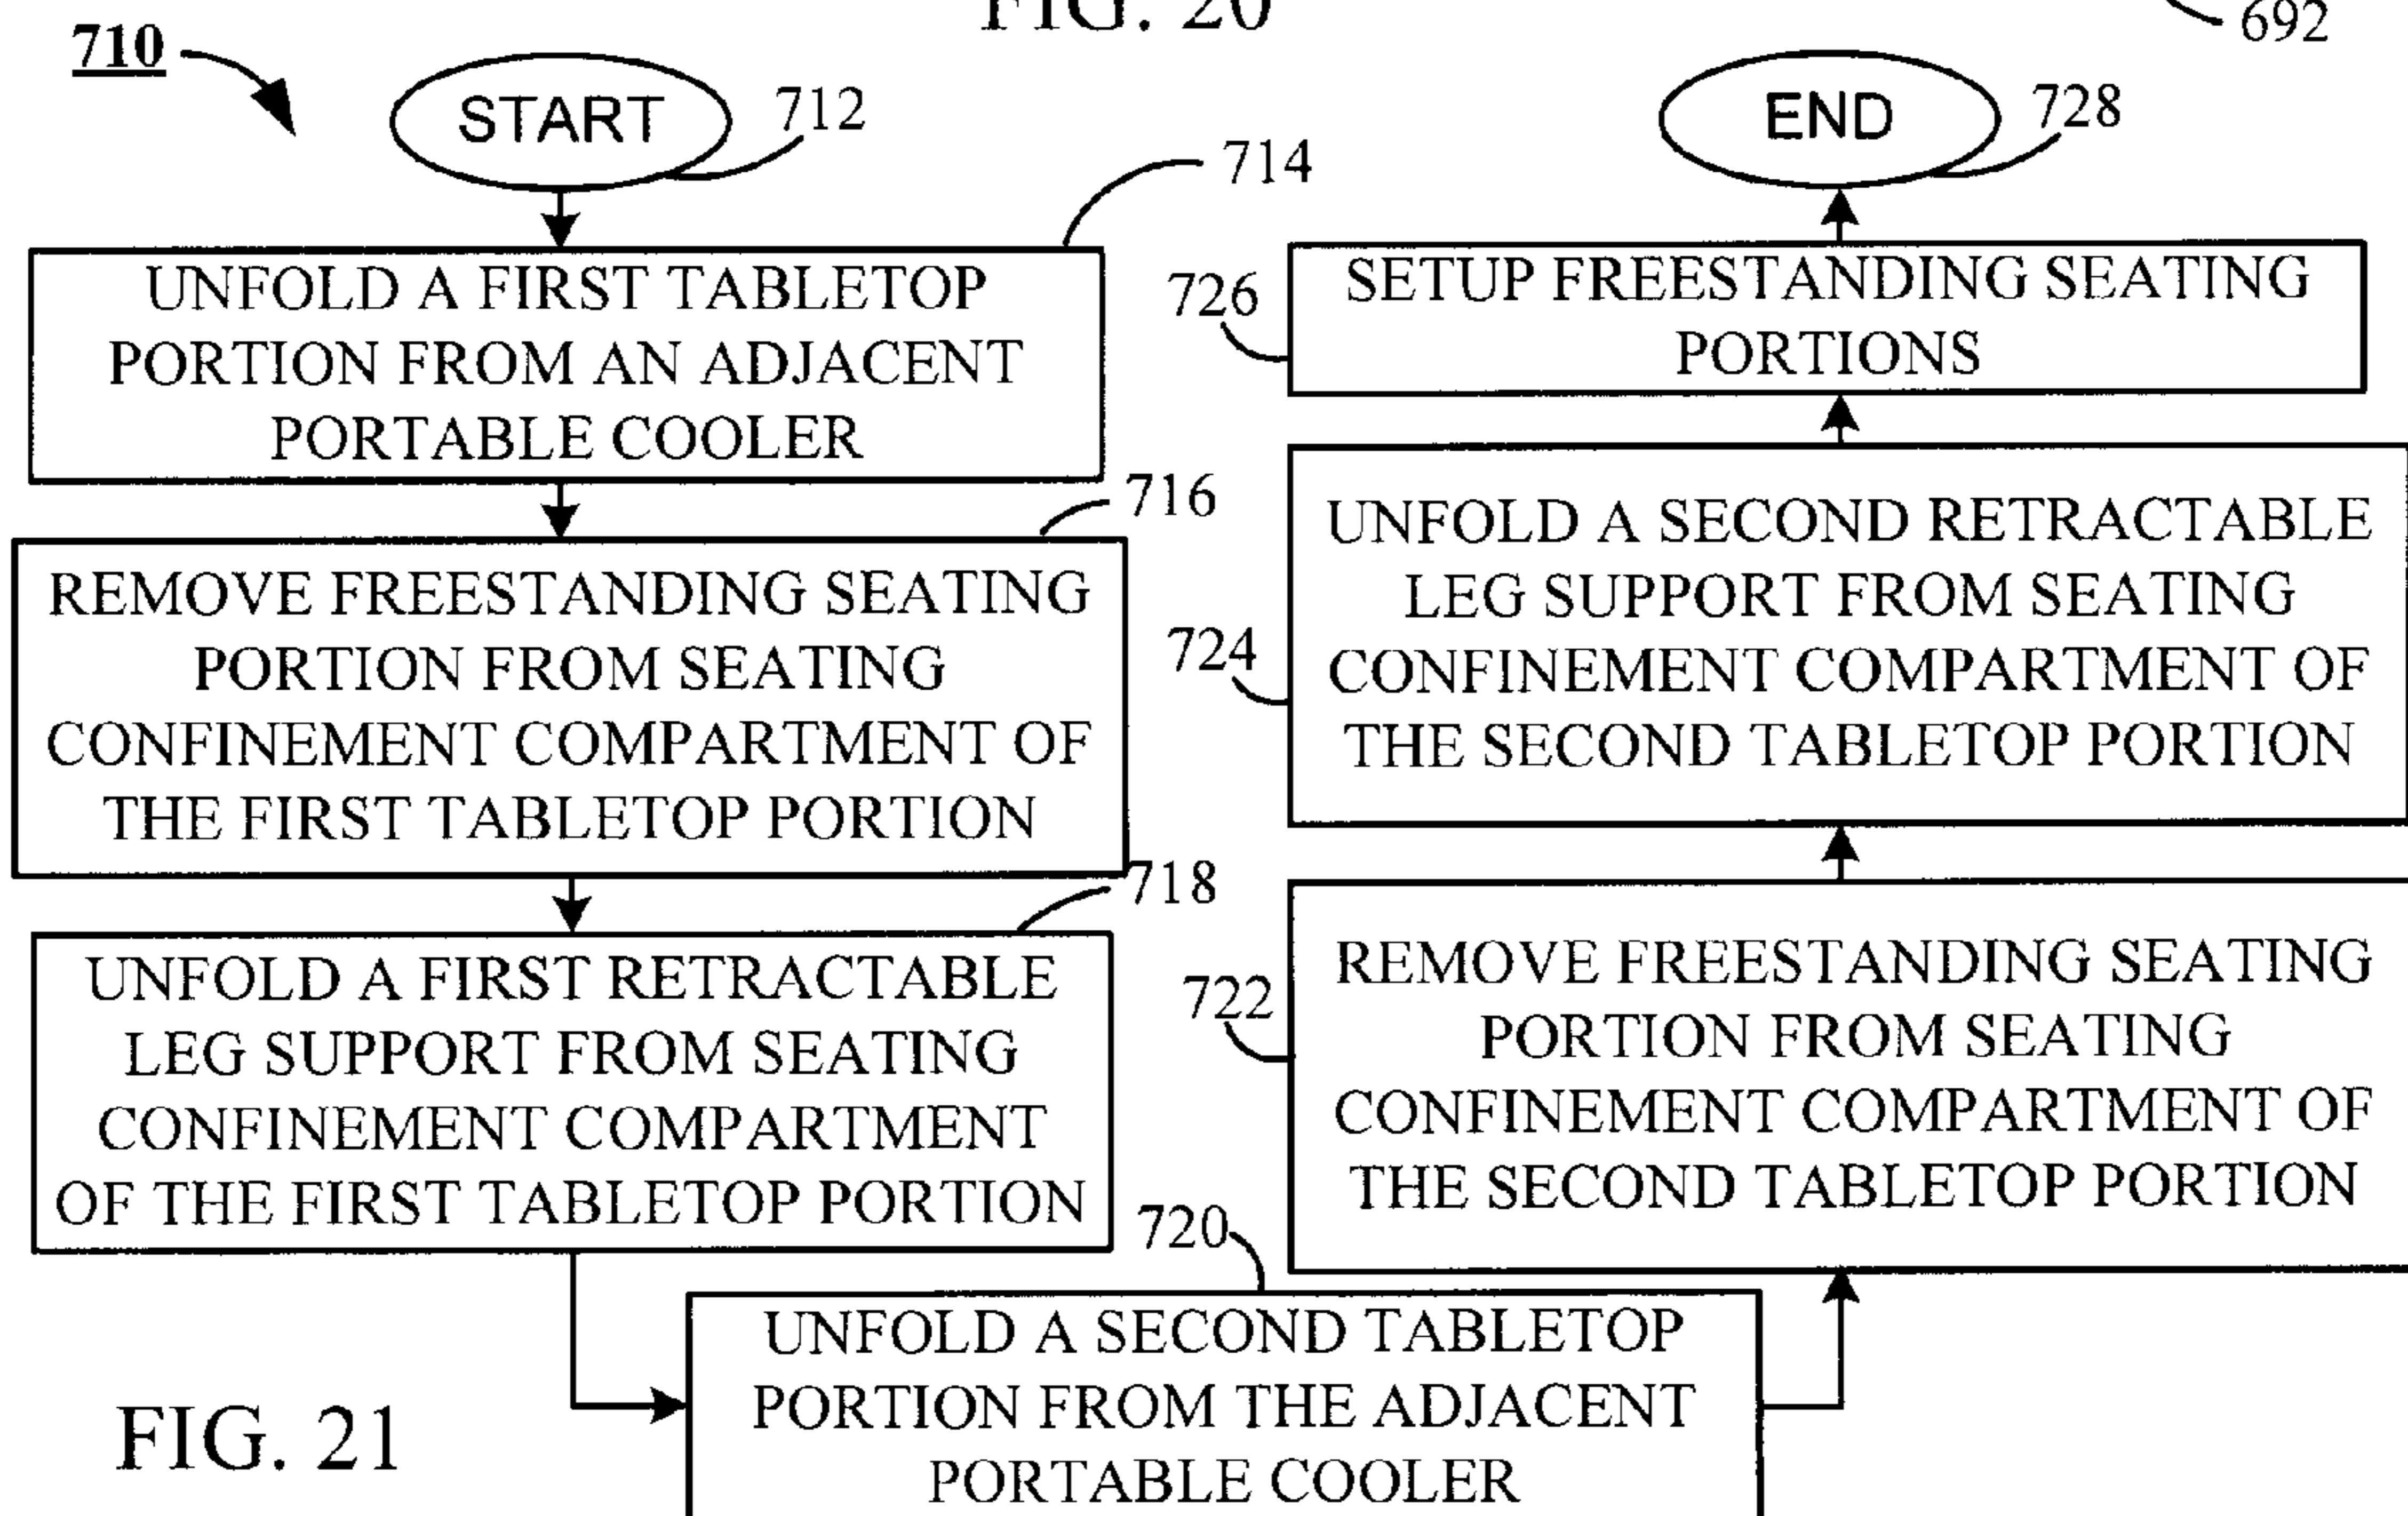 FIG. 20
692
710
START
712
714
UNFOLD A FIRST TABLETOP
PORTION FROM AN ADJACENT
PORTABLE COOLER
716
REMOVE FREESTANDING SEATING
PORTION FROM SEATING
CONFINEMENT COMPARTMENT OF
THE FIRST TABLETOP PORTION
718
UNFOLD A FIRST RETRACTABLE
LEG SUPPORT FROM SEATING
CONFINEMENT COMPARTMENT
OF THE FIRST TABLETOP PORTION
720
UNFOLD A SECOND TABLETOP
PORTION FROM THE ADJACENT
PORTABLE COOLER
722
REMOVE FREESTANDING SEATING
PORTION FROM SEATING
CONFINEMENT COMPARTMENT OF
THE SECOND TABLETOP PORTION
724
UNFOLD A SECOND RETRACTABLE
LEG SUPPORT FROM SEATING
CONFINEMENT COMPARTMENT OF
THE SECOND TABLETOP PORTION
726
SETUP FREESTANDING SEATING
PORTIONS
END
728
FIG. 21